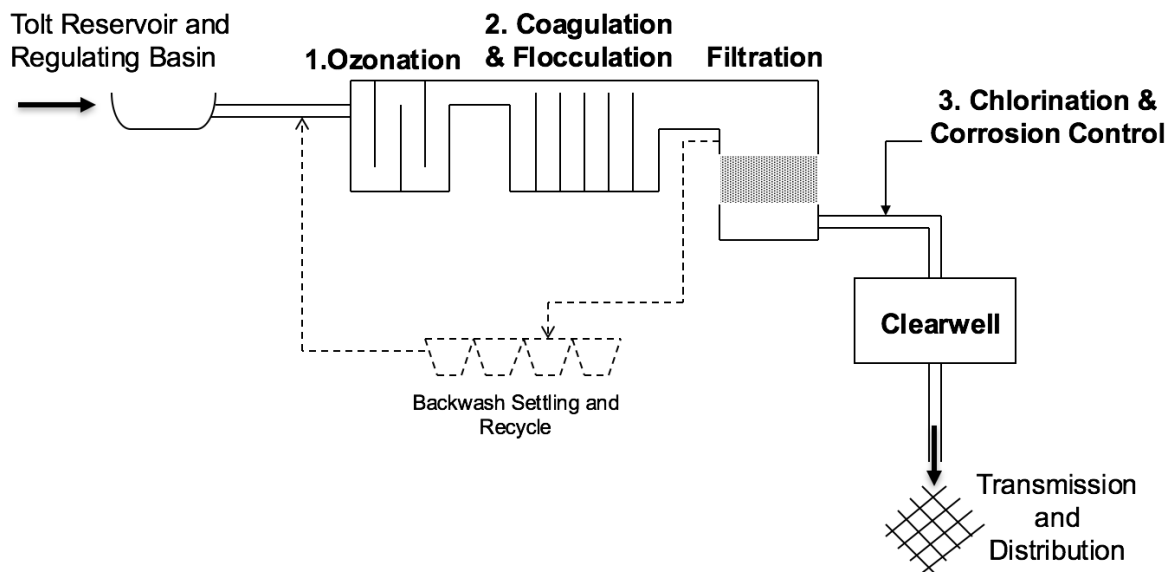 Tolt Reservoir and
Regulating Basin
1.Ozonation
2. Coagulation
& Flocculation
Filtration
3. Chlorination &
Corrosion Control
Clearwell
Backwash Settling and
Recycle
Transmission
and
Distribution